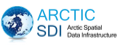 ARCTIC
SDI Arctic Spatial
Data Infrastructure